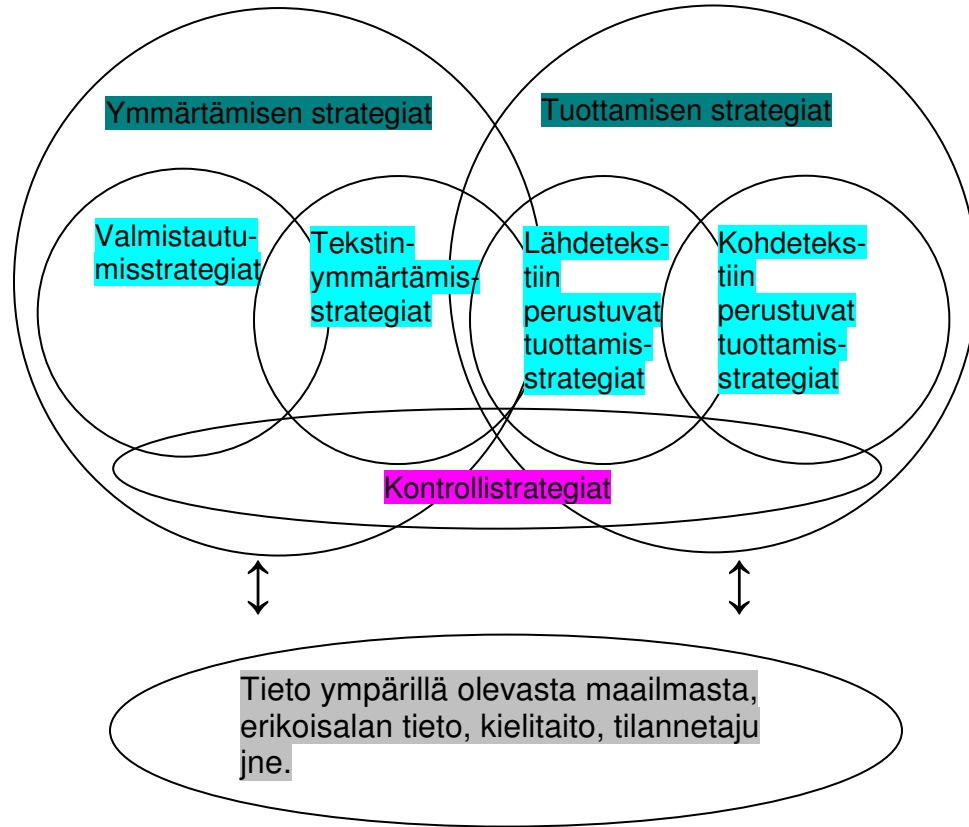 Ymmärtämisen strategiat
Tuottamisen strategiat
Valmistautu-
misstrategiat
Tekstin-
ymmärtämis-
strategiat
Lähdeteks-
tiin
perustuvat
tuottamis-
strategiat
Kohdeteks-
tiin
perustuvat
tuottamis-
strategiat
Kontrollistrategiat
Tieto ympärillä olevasta maailmasta,
erikoisalan tieto, kielitaito, tilannetaju
jne.